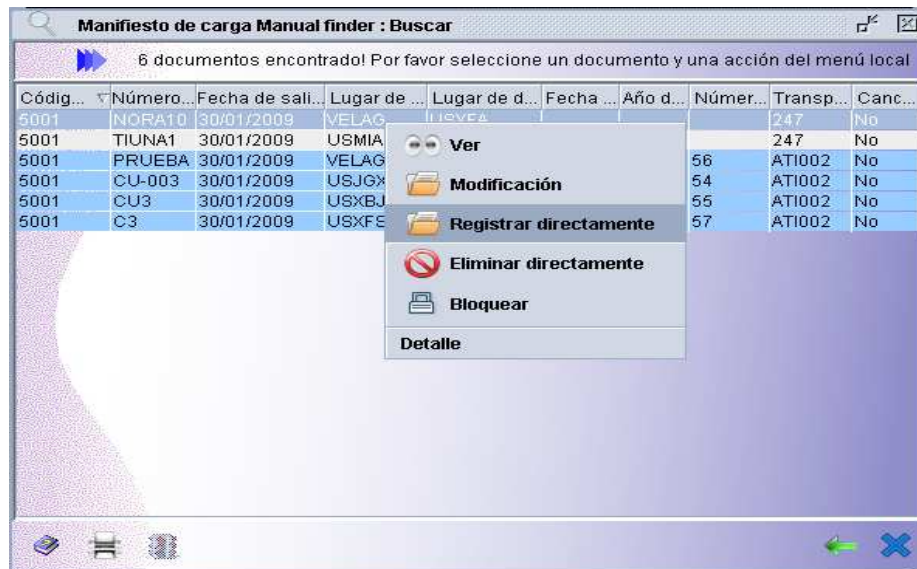 Manifiesto de carga Manual finder : Buscar
6 documentos encontrado! Por favor seleccione un documento y una acción del menú local
Códig... Número... Fecha de sali... Lugar de ... Lugar de d... Fecha ... Año d... Númer... Transp... Canc...
5001 NORA10 30/01/2009 VELAG USXFA 247 No
5001 TIUNA1 30/01/2009 USMIA 247 No
5001 PRUEBA 30/01/2009 VELAG 56 ATI002 No
5001 CU-003 30/01/2009 USJGX 54 ATI002 No
5001 CU3 30/01/2009 USXBJ 55 ATI002 No
5001 C3 30/01/2009 USXFS 57 ATI002 No
Ver
Modificación
Registrar directamente
Eliminar directamente
Bloquear
Detalle